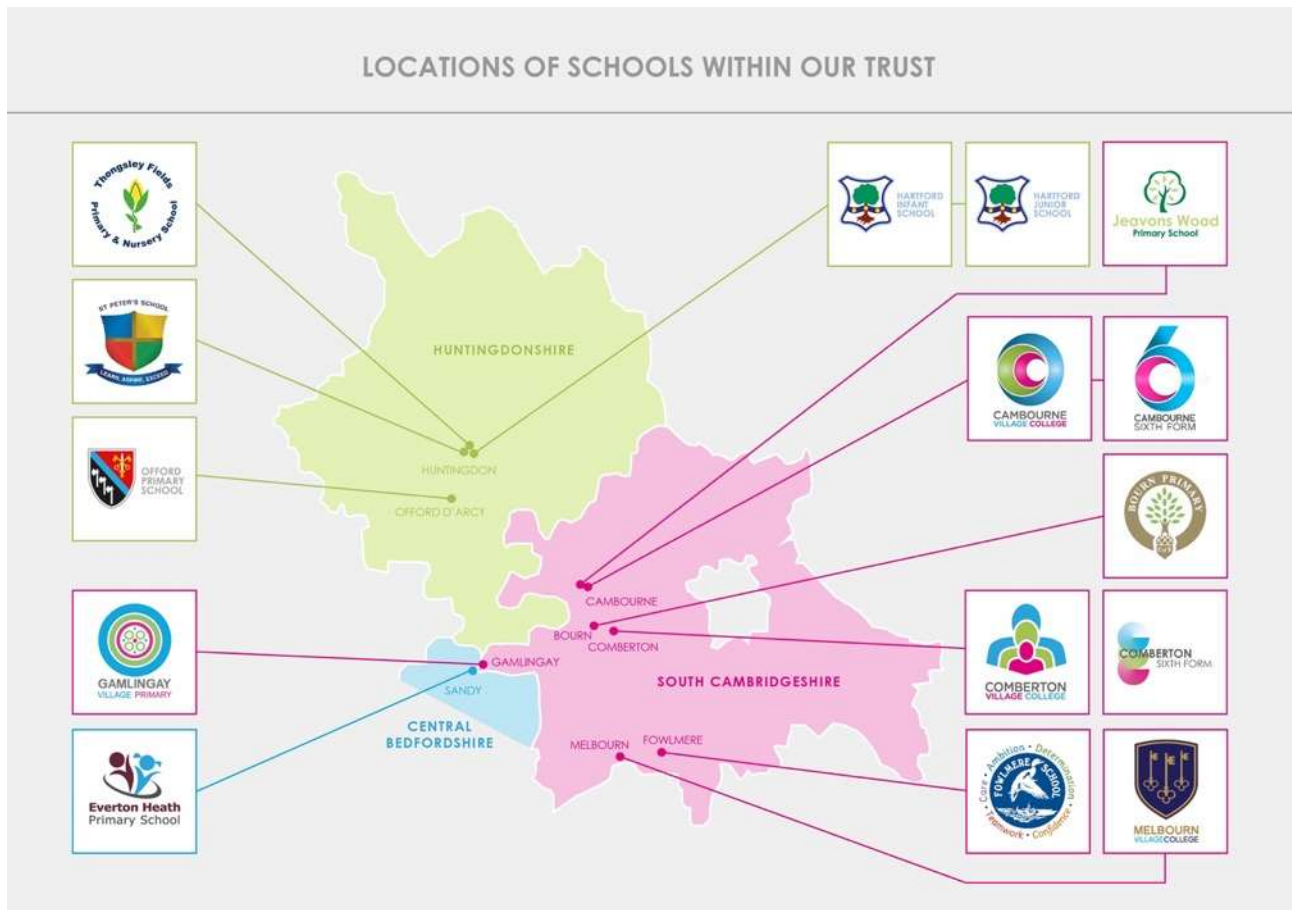 LOCATIONS OF SCHOOLS WITHIN OUR TRUST
Thongsley Fields
Primary & Nursery School
ST PETER'S SCHOOL
LEARN, ASPIRE, EXCEED
OFFORD
PRIMARY
SCHOOL
GAMLINGAY
VILLAGE PRIMARY
Everton Heath
Primary School
HUNTINGDONSHIRE
HUNTINGDON
OFFORD D'ARCY
CAMBOURNE
BOURN
COMBERTON
GAMLINGAY
SANDY
SOUTH CAMBRIDGESHIRE
CENTRAL
BEDFORDSHIRE
MELBOURN
FOWLMERE
HARTFORD
INFANT
SCHOOL
HARTFORD
JUNIOR
SCHOOL
Jeavons Wood
Primary School
CAMBOURNE
VILLAGE COLLEGE
6
CAMBOURNE
SIXTH FORM
BOURN PRIMARY
COMBERTON
VILLAGE COLLEGE
COMBERTON
SIXTH FORM
Care • Ambition • Determination
FOWLMERE SCHOOL
Teamwork • Confidence
MELBOURN
VILLAGECOLLEGE